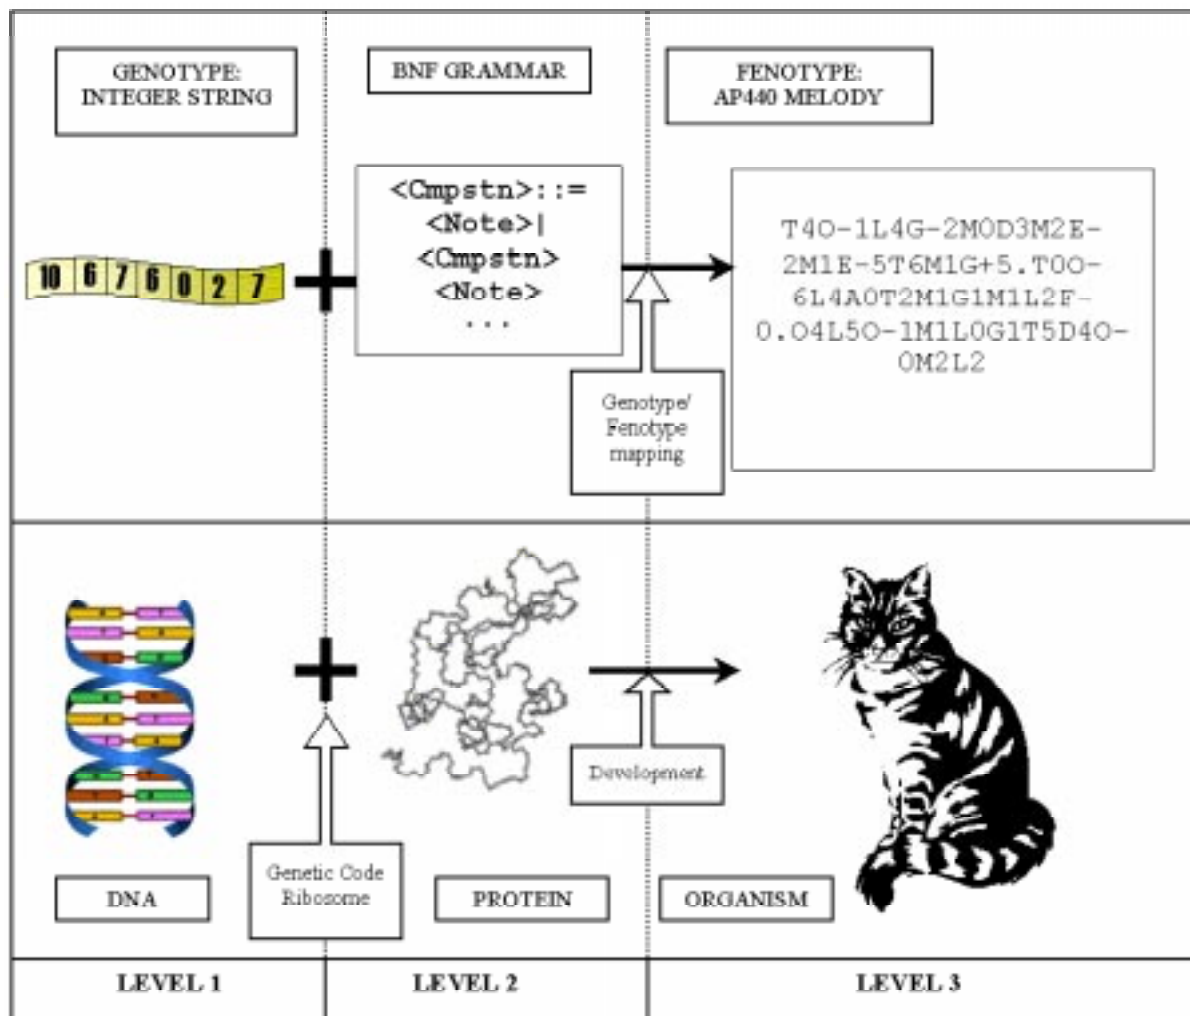 GENOTYPE:
INTEGER STRING
BNF GRAMMAR
FENOTYPE:
AP440 MELODY
10 6 7 6 0 2 7
<Cmpstn>::=
<Note>|
<Cmpstn>
<Note>
...
T4O-1L4G-2M0D3M2E-
2M1E-5T6M1G+5.T0O-
6L4A0T2M1G1M1L2F-
0.O4L5O-1M1L0G1T5D4O-
0M2L2
Genotype/
Fenotype
mapping
Genetic Code
Ribosome
Development
DNA
PROTEIN
ORGANISM
LEVEL 1
LEVEL 2
LEVEL 3